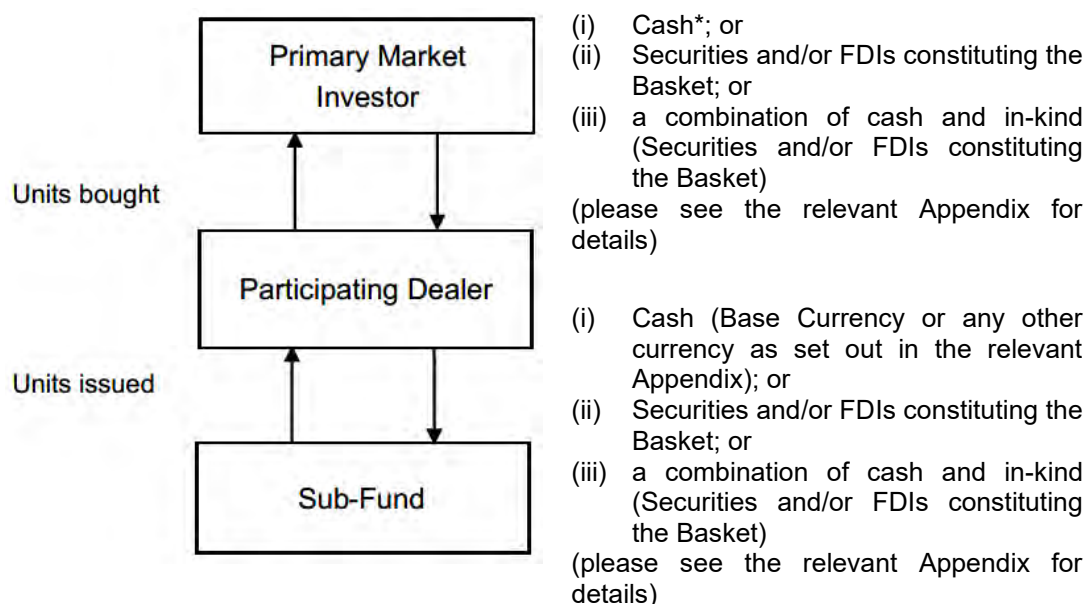 Primary Market
Investor
(i) Cash*; or
(ii) Securities and/or FDIs constituting the
Basket; or
(iii) a combination of cash and in-kind
(Securities and/or FDIs constituting
the Basket)
(please see the relevant Appendix for
details)
Units bought
Participating Dealer
Units issued
(i) Cash (Base Currency or any other
currency as set out in the relevant
Appendix); or
(ii) Securities and/or FDIs constituting the
Basket; or
(iii) a combination of cash and in-kind
(Securities and/or FDIs constituting
the Basket)
(please see the relevant Appendix for
details)
Sub-Fund